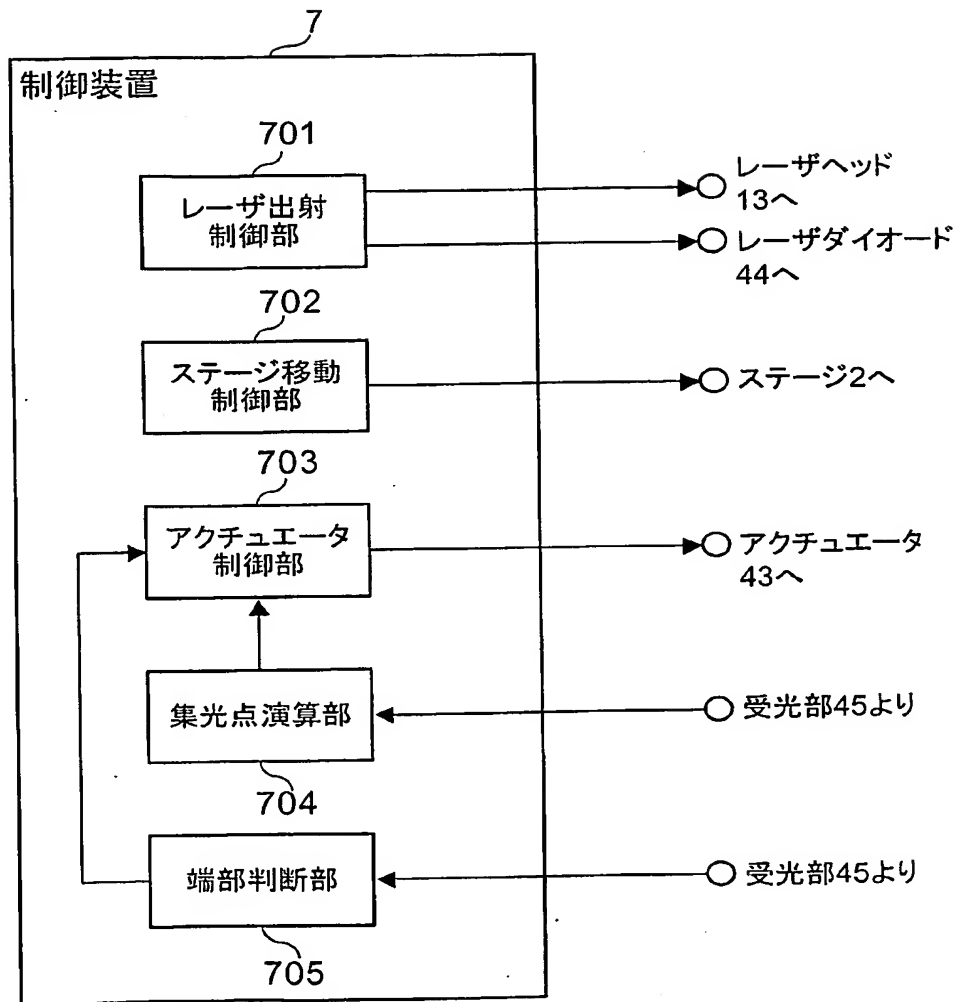 7
制御装置
701
レーザ出射
制御部
レーザヘッド
13へ
レーザダイオード
44へ
702
ステージ移動
制御部
ステージ2へ
703
アクチュエータ
制御部
アクチュエータ
43へ
集光点演算部
受光部45より
704
端部判断部
受光部45より
705